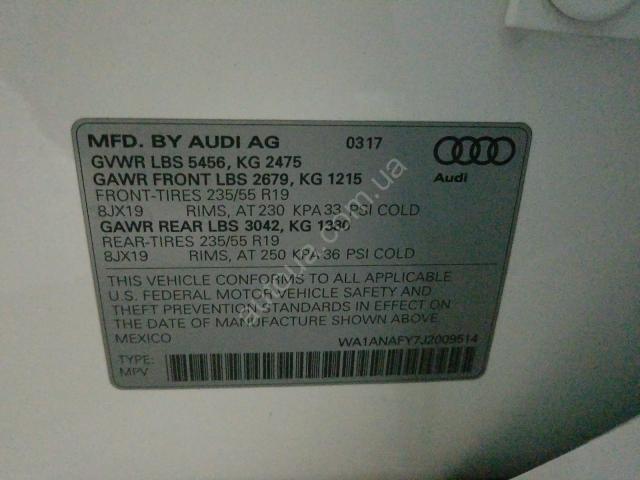 MFD. BY AUDI AG 0317
GVWR LBS 5456, KG 2475
GAWR FRONT LBS 2679, KG 1215
FRONT-TIRES 235/55 R19
8JX19 RIMS, AT 230 KPA 33 PSI COLD
GAWR REAR LBS 3042, KG 1380
REAR-TIRES 235/55 R19
8JX19 RIMS, AT 250 KPA 36 PSI COLD
Audi
THIS VEHICLE CONFORMS TO ALL APPLICABLE
U.S. FEDERAL MOTOR VEHICLE SAFETY AND
THEFT PREVENTION STANDARDS IN EFFECT ON
THE DATE OF MANUFACTURE SHOWN ABOVE.
MEXICO WA1ANAFY7J2009514
TYPE:
MPV